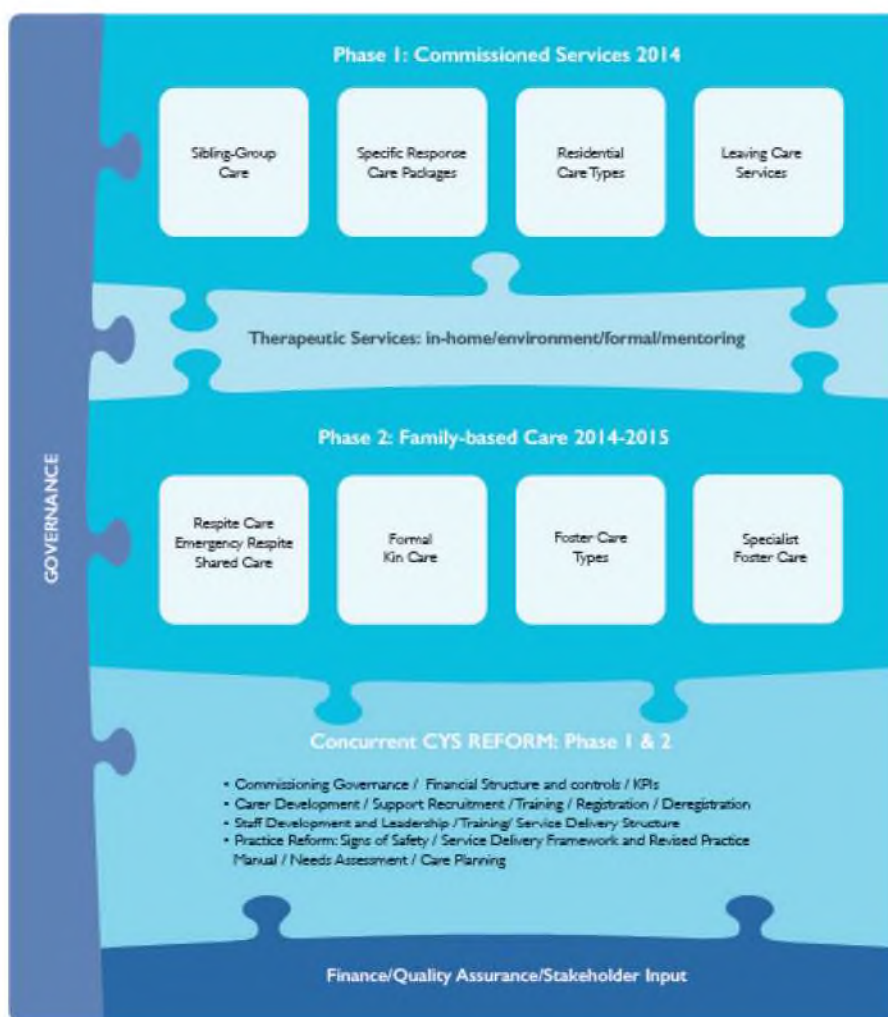 Phase 1: Commissioned Services 2014
Sibling-Group
Care
Specific Response
Care Packages
Residential
Care Types
Leaving Care
Services
Therapeutic Services: in-home/environment/formal/mentoring
Phase 2: Family-based Care 2014-2015
GOVERNANCE
Respite Care
Emergency Respite
Shared Care
Formal
Kin Care
Foster Care
Types
Specialist
Foster Care
Concurrent CYS REFORM: Phase 1 & 2
• Commissioning Governance / Financial Structure and controls / KPIs
• Carer Development / Support Recruitment / Training / Registration / Deregistration
• Staff Development and Leadership / Training/ Service Delivery Structure
• Practice Reform: Signs of Safety / Service Delivery Framework and Revised Practice
Manual / Needs Assessment / Care Planning
Finance/Quality Assurance/Stakeholder Input